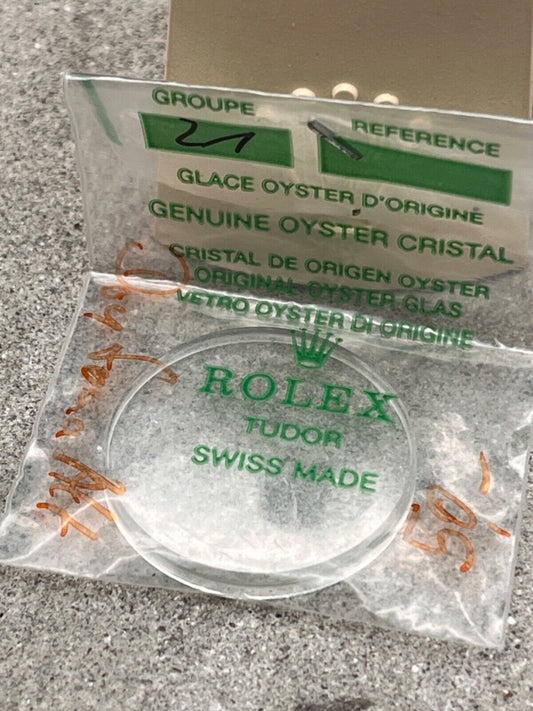 GROUPE
REFERENCE
21
GLACE OYSTER D'ORIGINE
GENUINE OYSTER CRISTAL
CRISTAL DE ORIGEN OYSTER
ORIGINAL OYSTER GLAS
VETRO OYSTER DI ORIGINE
ROLEX
TUDOR
SWISS MADE
50,-